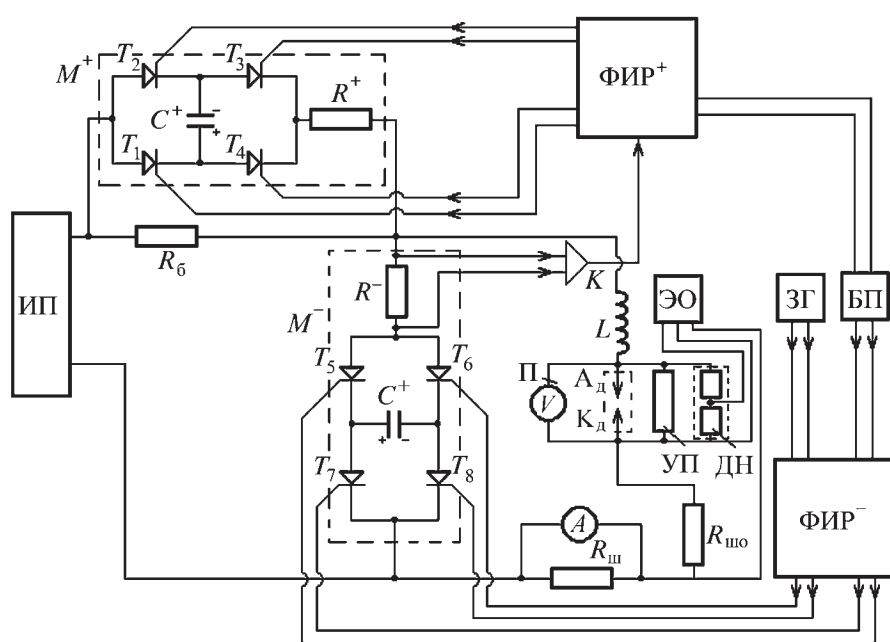 T₂
T₃
ФИР⁺
M⁺
R⁺
C⁺
−
+
T₁
T₄
R_б
ИП
K
R⁻
M⁻
ЭО
ЗГ
БП
L
T₅
T₆
П
V
А_д
К_д
C⁺
+
−
УП
ДН
T₇
T₈
A
R_ш
R_шо
ФИР⁻